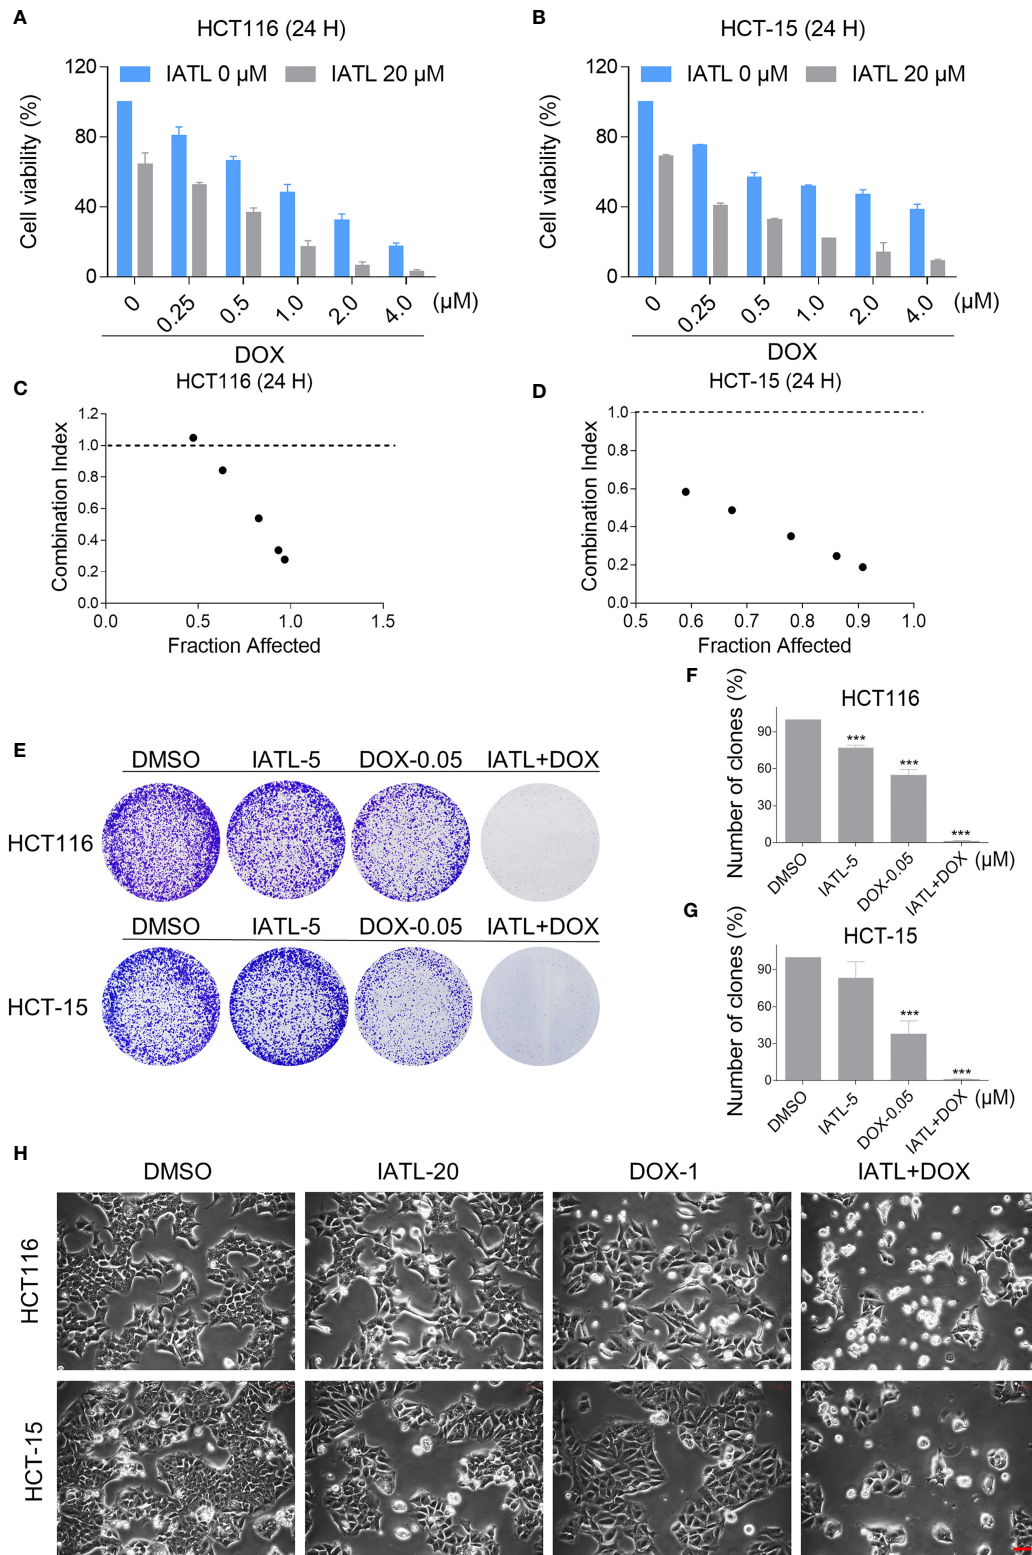 A
HCT116 (24 H)
IATL 0 μM
IATL 20 μM
Cell viability (%)
120
80
40
0
0
0.25
0.5
1.0
2.0
4.0
(μM)
DOX
B
HCT-15 (24 H)
IATL 0 μM
IATL 20 μM
Cell viability (%)
120
80
40
0
0
0.25
0.5
1.0
2.0
4.0
(μM)
DOX
C
HCT116 (24 H)
Combination Index
1.2
1.0
0.8
0.6
0.4
0.2
0.0
0.0
0.5
1.0
1.5
Fraction Affected
D
HCT-15 (24 H)
Combination Index
1.0
0.8
0.6
0.4
0.2
0.0
0.5
0.6
0.7
0.8
0.9
1.0
Fraction Affected
E
DMSO
IATL-5
DOX-0.05
IATL+DOX
HCT116
DMSO
IATL-5
DOX-0.05
IATL+DOX
HCT-15
F
HCT116
Number of clones (%)
90
60
30
0
***
***
***
DMSO
IATL-5
DOX-0.05
IATL+DOX
(μM)
G
HCT-15
Number of clones (%)
90
60
30
0
***
***
DMSO
IATL-5
DOX-0.05
IATL+DOX
(μM)
H
DMSO
IATL-20
DOX-1
IATL+DOX
HCT116
HCT-15